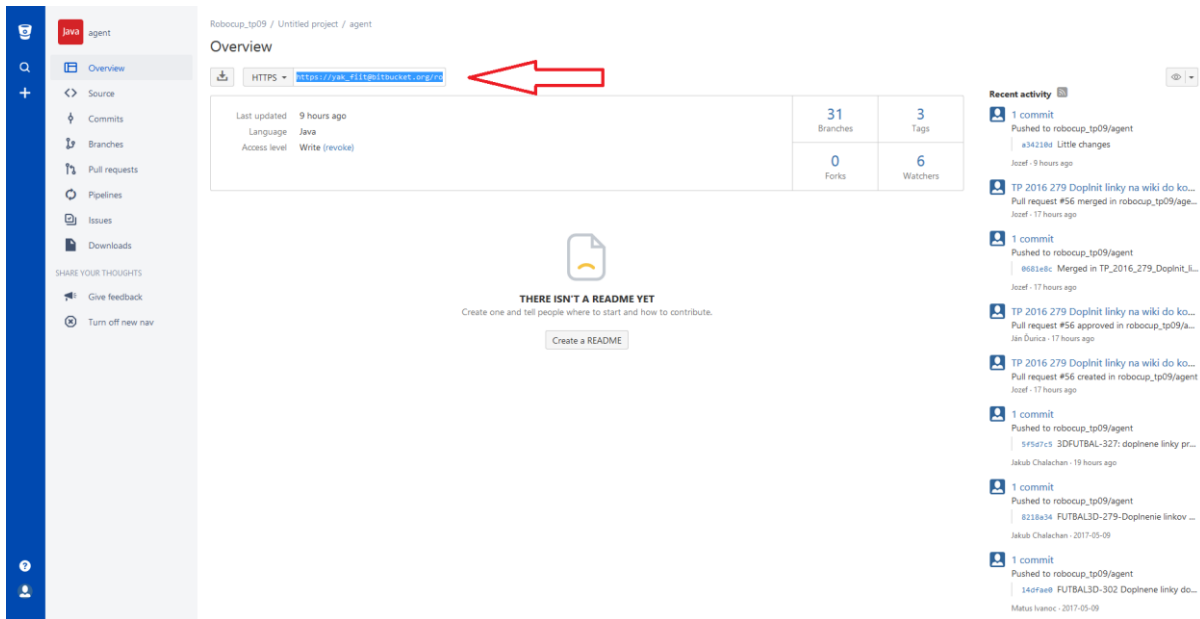 Java agent
Overview
Source
Commits
Branches
Pull requests
Pipelines
Issues
Downloads
SHARE YOUR THOUGHTS
Give feedback
Turn off new nav
Robocup_tp09 / Untitled project / agent
Overview
HTTPS https://yak_fiit@bitbucket.org/ro
Last updated 9 hours ago
Language Java
Access level Write (revoke)
31 Branches
3 Tags
0 Forks
6 Watchers
THERE ISN'T A README YET
Create one and tell people where to start and how to contribute.
Create a README
Recent activity
1 commit
Pushed to robocup_tp09/agent
a34210d Little changes
Jozef - 9 hours ago
TP 2016 279 Doplnit linky na wiki do ko...
Pull request #56 merged in robocup_tp09/age...
Jozef - 17 hours ago
1 commit
Pushed to robocup_tp09/agent
0681e8c Merged in TP_2016_279_Doplnit_li...
Jozef - 17 hours ago
TP 2016 279 Doplnit linky na wiki do ko...
Pull request #56 approved in robocup_tp09/a...
Ján Ďurica - 17 hours ago
TP 2016 279 Doplnit linky na wiki do ko...
Pull request #56 created in robocup_tp09/agent
Jozef - 17 hours ago
1 commit
Pushed to robocup_tp09/agent
5f5d7c5 3DFUTBAL-327: doplnene linky pr...
Jakub Chalachan - 19 hours ago
1 commit
Pushed to robocup_tp09/agent
8218a34 FUTBAL3D-279-Doplnenie linkov ...
Jakub Chalachan - 2017-05-09
1 commit
Pushed to robocup_tp09/agent
14dfae0 FUTBAL3D-302 Doplnene linky do...
Matus Ivanoc - 2017-05-09